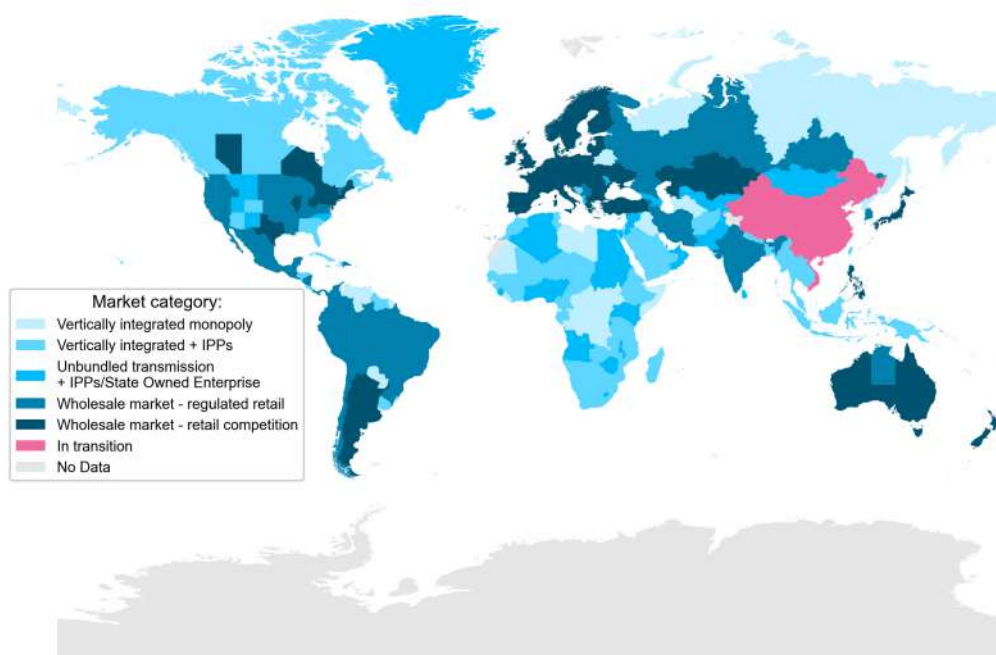 Market category:
Vertically integrated monopoly
Vertically integrated + IPPs
Unbundled transmission
+ IPPs/State Owned Enterprise
Wholesale market - regulated retail
Wholesale market - retail competition
In transition
No Data